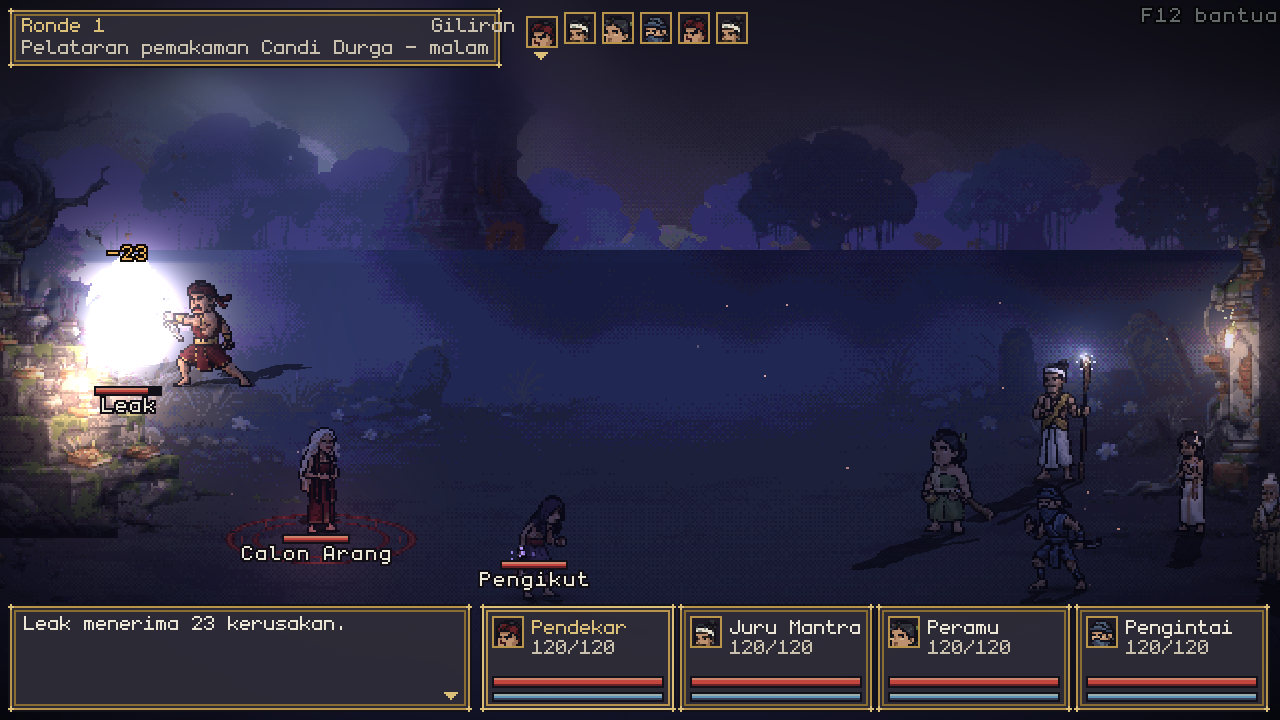 Ronde 1 Giliran
Pelataran pemakaman Candi Durga - malam
F12 bantua
-23
Leak
Calon Arang
Pengikut
Leak menerima 23 kerusakan.
Pendekar
120/120
Juru Mantra
120/120
Peramu
120/120
Pengintai
120/120